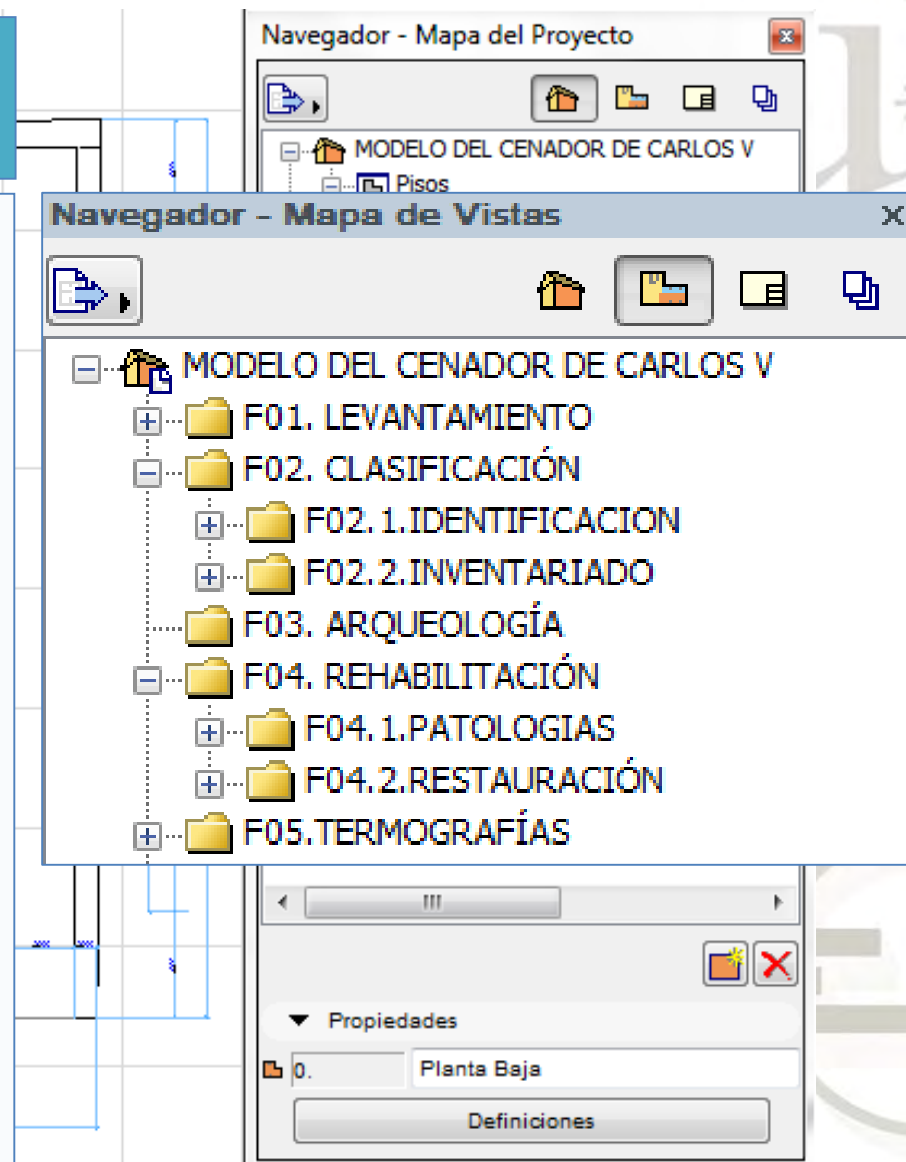 Navegador - Mapa del Proyecto
MODELO DEL CENADOR DE CARLOS V
Pisos
Navegador - Mapa de Vistas
MODELO DEL CENADOR DE CARLOS V
F01. LEVANTAMIENTO
F02. CLASIFICACIÓN
F02.1.IDENTIFICACION
F02.2.INVENTARIADO
F03. ARQUEOLOGÍA
F04. REHABILITACIÓN
F04.1.PATOLOGIAS
F04.2.RESTAURACIÓN
F05.TERMOGRAFÍAS
Propiedades
0. Planta Baja
Definiciones